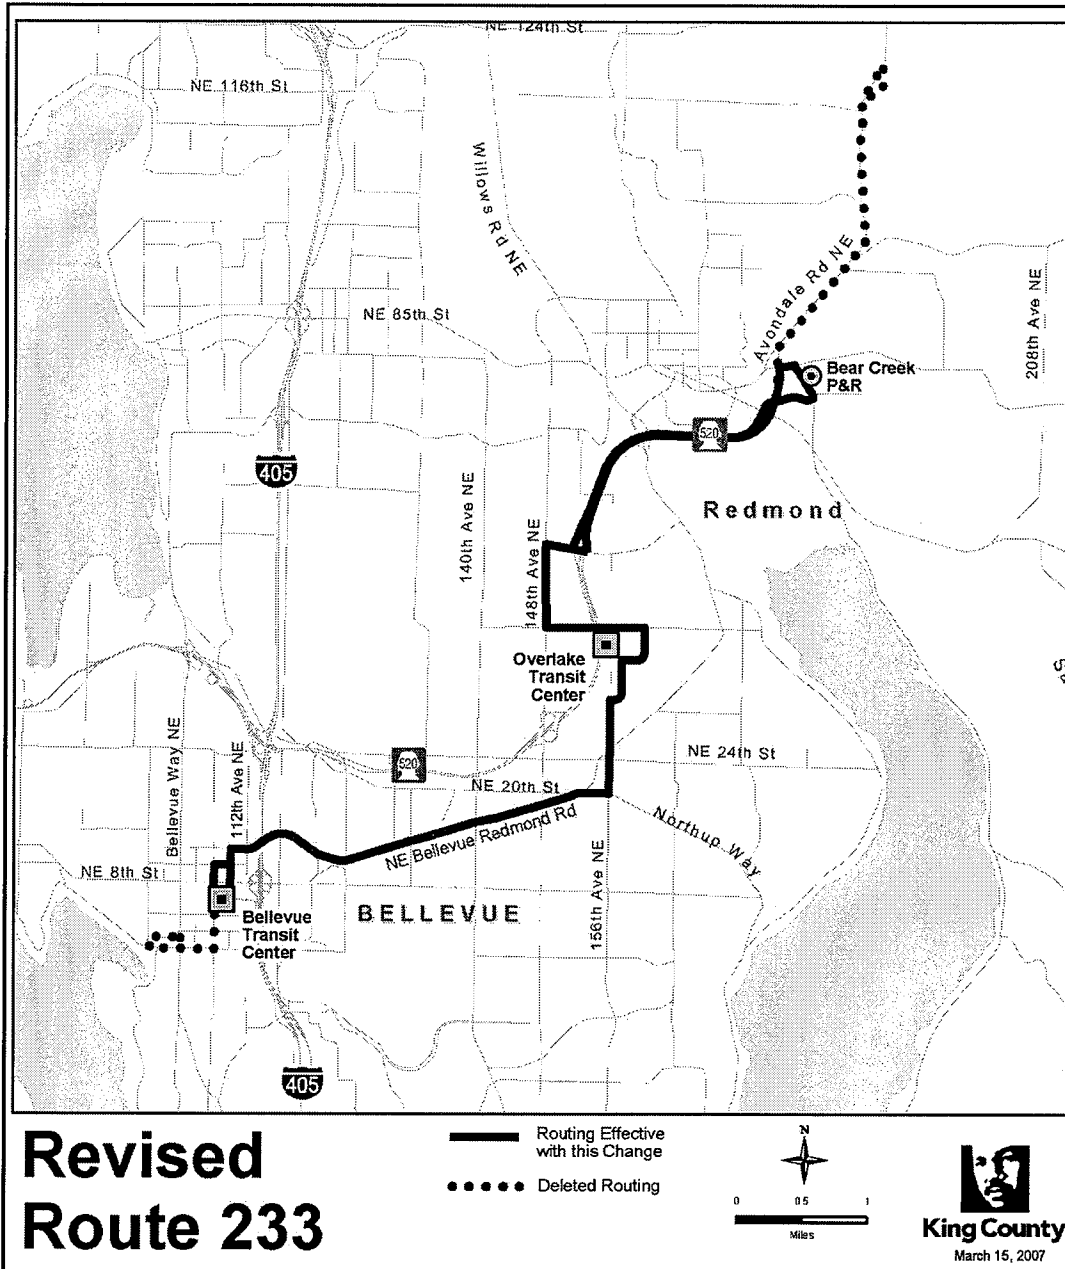 NE 124th St
NE 116th St
Willows Rd NE
Avondale Rd NE
208th Ave NE
NE 85th St
Bear Creek
P&R
520
405
140th Ave NE
148th Ave NE
Redmond
Overlake
Transit
Center
Bellevue Way NE
112th Ave NE
520
NE 24th St
NE 20th St
NE Bellevue Redmond Rd
Northup Way
NE 8th St
156th Ave NE
BELLEVUE
Bellevue
Transit
Center
405
Revised
Route 233
Routing Effective
with this Change
Deleted Routing
N
0 0.5 1
Miles
King County
March 15, 2007